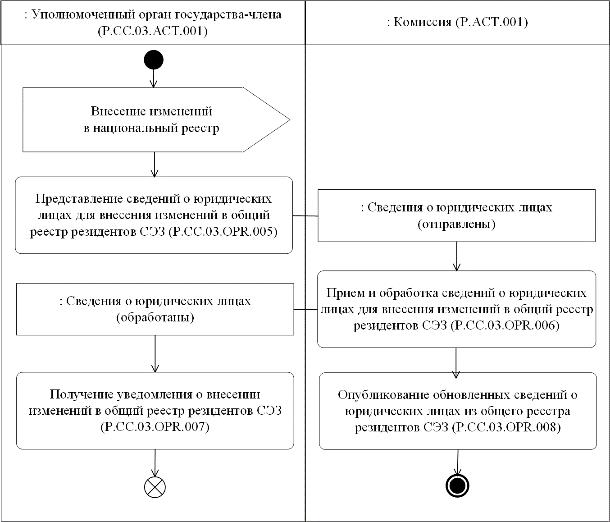 : Уполномоченный орган государства-члена
(P.CC.03.ACT.001)
: Комиссия (P.ACT.001)
Внесение изменений
в национальный реестр
Представление сведений о юридических
лицах для внесения изменений в общий
реестр резидентов СЭЗ (P.CC.03.OPR.005)
: Сведения о юридических лицах
(отправлены)
Прием и обработка сведений о юридических
лицах для внесения изменений в общий реестр
резидентов СЭЗ (P.CC.03.OPR.006)
: Сведения о юридических лицах
(обработаны)
Получение уведомления о внесении
изменений в общий реестр резидентов СЭЗ
(P.CC.03.OPR.007)
Опубликование обновленных сведений о
юридических лицах из общего реестра
резидентов СЭЗ (P.CC.03.OPR.008)